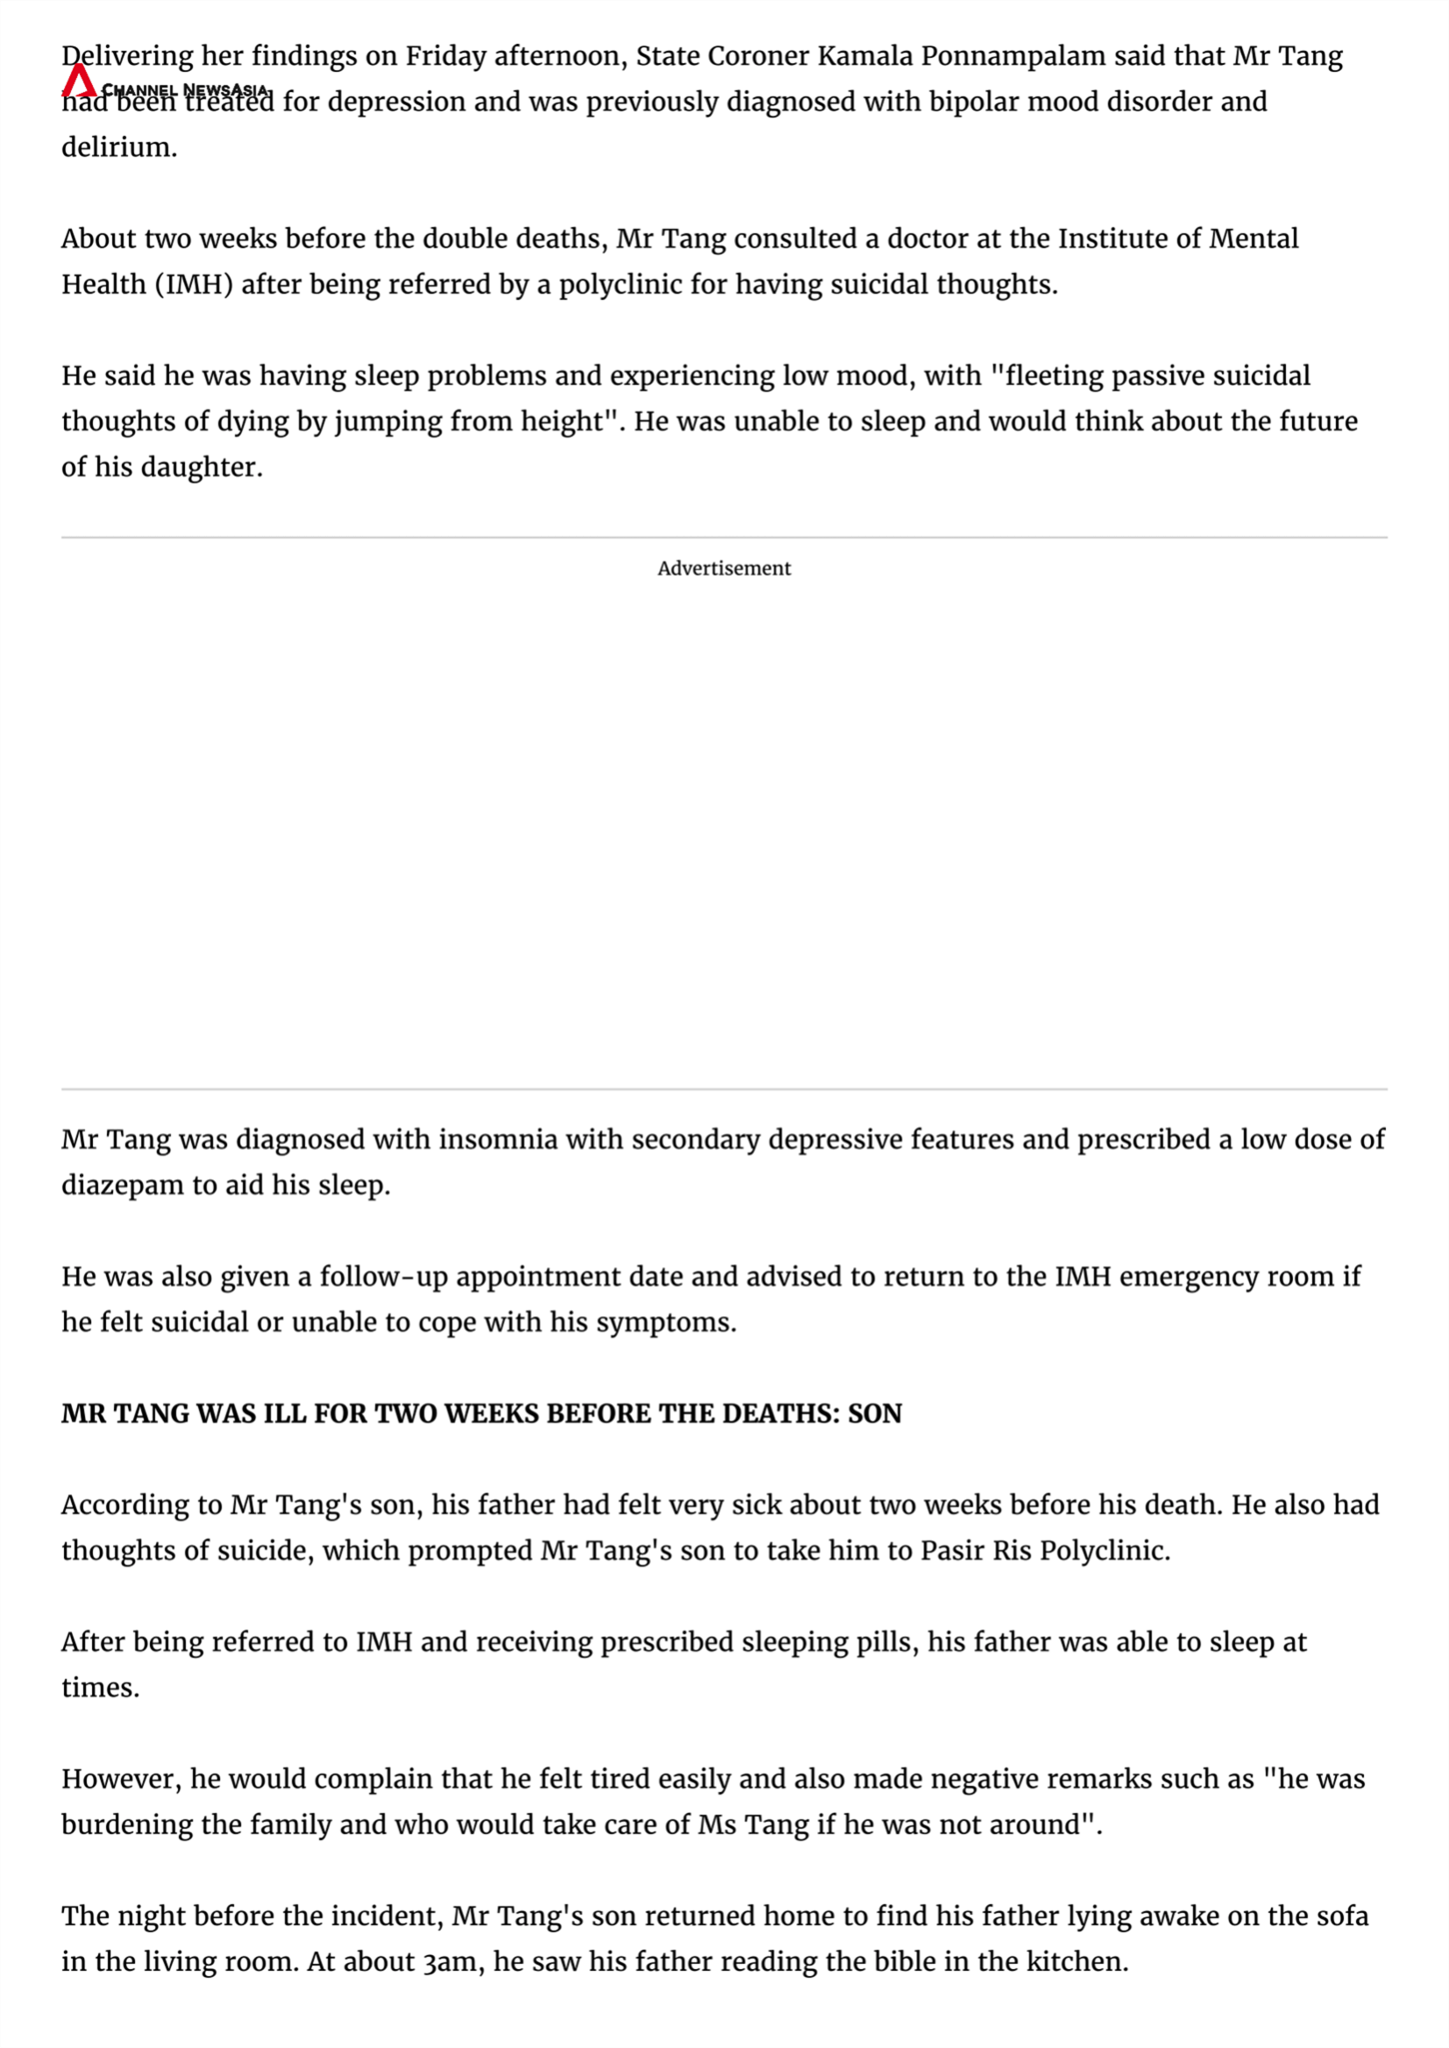 Delivering her findings on Friday afternoon, State Coroner Kamala Ponnampalam said that Mr Tang
CHANNEL NEWSASIA
had been treated for depression and was previously diagnosed with bipolar mood disorder and
delirium.
About two weeks before the double deaths, Mr Tang consulted a doctor at the Institute of Mental
Health (IMH) after being referred by a polyclinic for having suicidal thoughts.
He said he was having sleep problems and experiencing low mood, with "fleeting passive suicidal
thoughts of dying by jumping from height". He was unable to sleep and would think about the future
of his daughter.
Advertisement
Mr Tang was diagnosed with insomnia with secondary depressive features and prescribed a low dose of
diazepam to aid his sleep.
He was also given a follow-up appointment date and advised to return to the IMH emergency room if
he felt suicidal or unable to cope with his symptoms.
MR TANG WAS ILL FOR TWO WEEKS BEFORE THE DEATHS: SON
According to Mr Tang's son, his father had felt very sick about two weeks before his death. He also had
thoughts of suicide, which prompted Mr Tang's son to take him to Pasir Ris Polyclinic.
After being referred to IMH and receiving prescribed sleeping pills, his father was able to sleep at
times.
However, he would complain that he felt tired easily and also made negative remarks such as "he was
burdening the family and who would take care of Ms Tang if he was not around".
The night before the incident, Mr Tang's son returned home to find his father lying awake on the sofa
in the living room. At about 3am, he saw his father reading the bible in the kitchen.